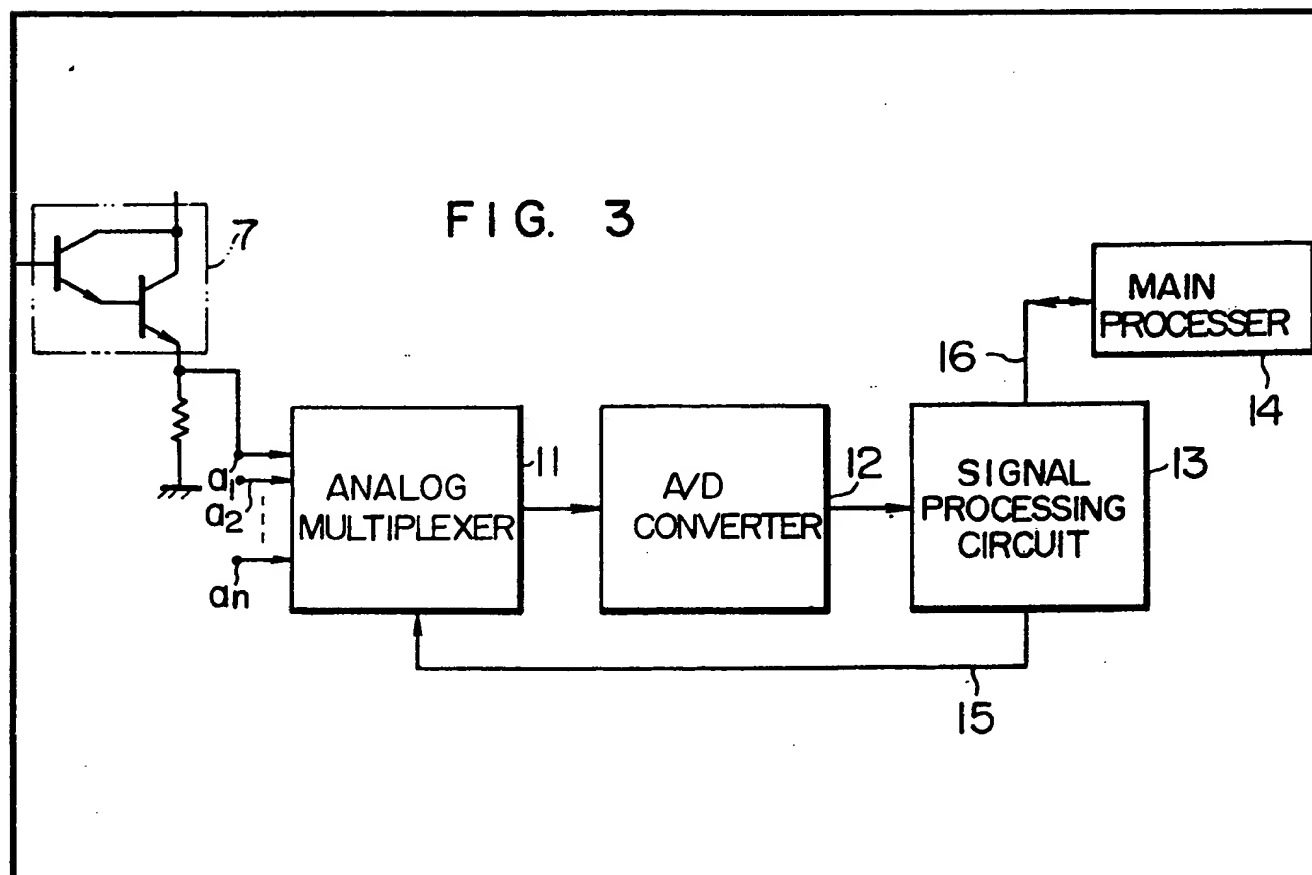 FIG. 3
7
MAIN
PROCESSER
14
16
a1
a2
an
ANALOG
MULTIPLEXER
11
A/D
CONVERTER
12
SIGNAL
PROCESSING
CIRCUIT
13
15